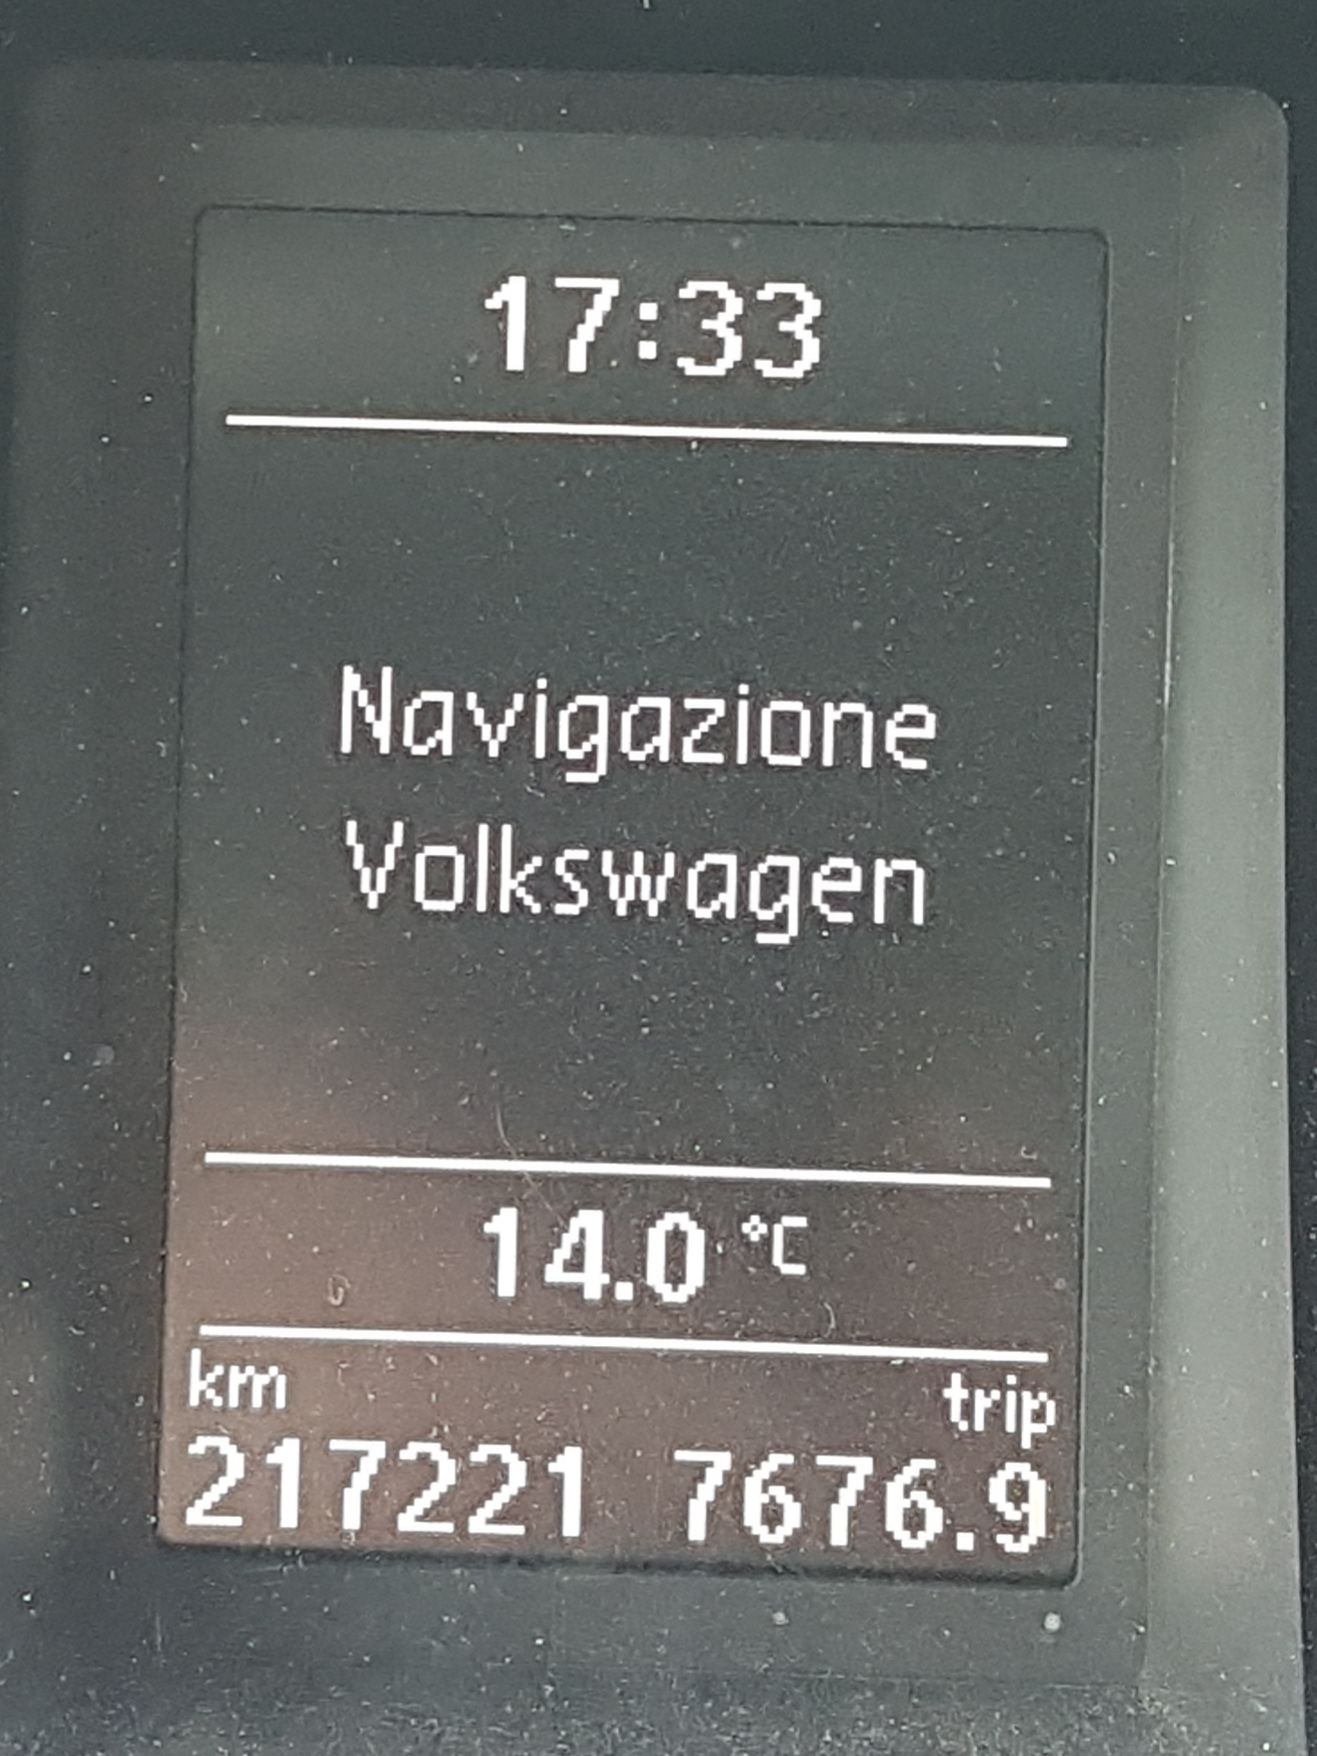 17:33
Navigazione
Volkswagen
14.0 °C
km trip
217221 7676.9